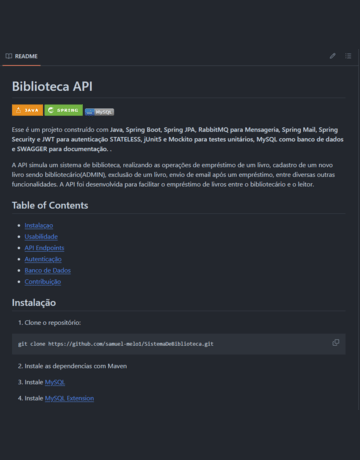 README
Biblioteca API
JAVA SPRING MySQL
Esse é um projeto construído com Java, Spring Boot, Spring JPA, RabbitMQ para Mensageria, Spring Mail, Spring
Security e JWT para autenticação STATELESS, jUnit5 e Mockito para testes unitários, MySQL como banco de dados
e SWAGGER para documentação. .
A API simula um sistema de biblioteca, realizando as operações de empréstimo de um livro, cadastro de um novo
livro sendo bibliotecário(ADMIN), exclusão de um livro, envio de email após um empréstimo, entre diversas outras
funcionalidades. A API foi desenvolvida para facilitar o empréstimo de livros entre o bibliotecário e o leitor.
Table of Contents
Instalaçao
Usabilidade
API Endpoints
Autenticação
Banco de Dados
Contribuição
Instalação
1. Clone o repositório:
git clone https://github.com/samuel-melo1/SistemaDeBiblioteca.git
2. Instale as dependencias com Maven
3. Instale MySQL
4. Instale MySQL Extension